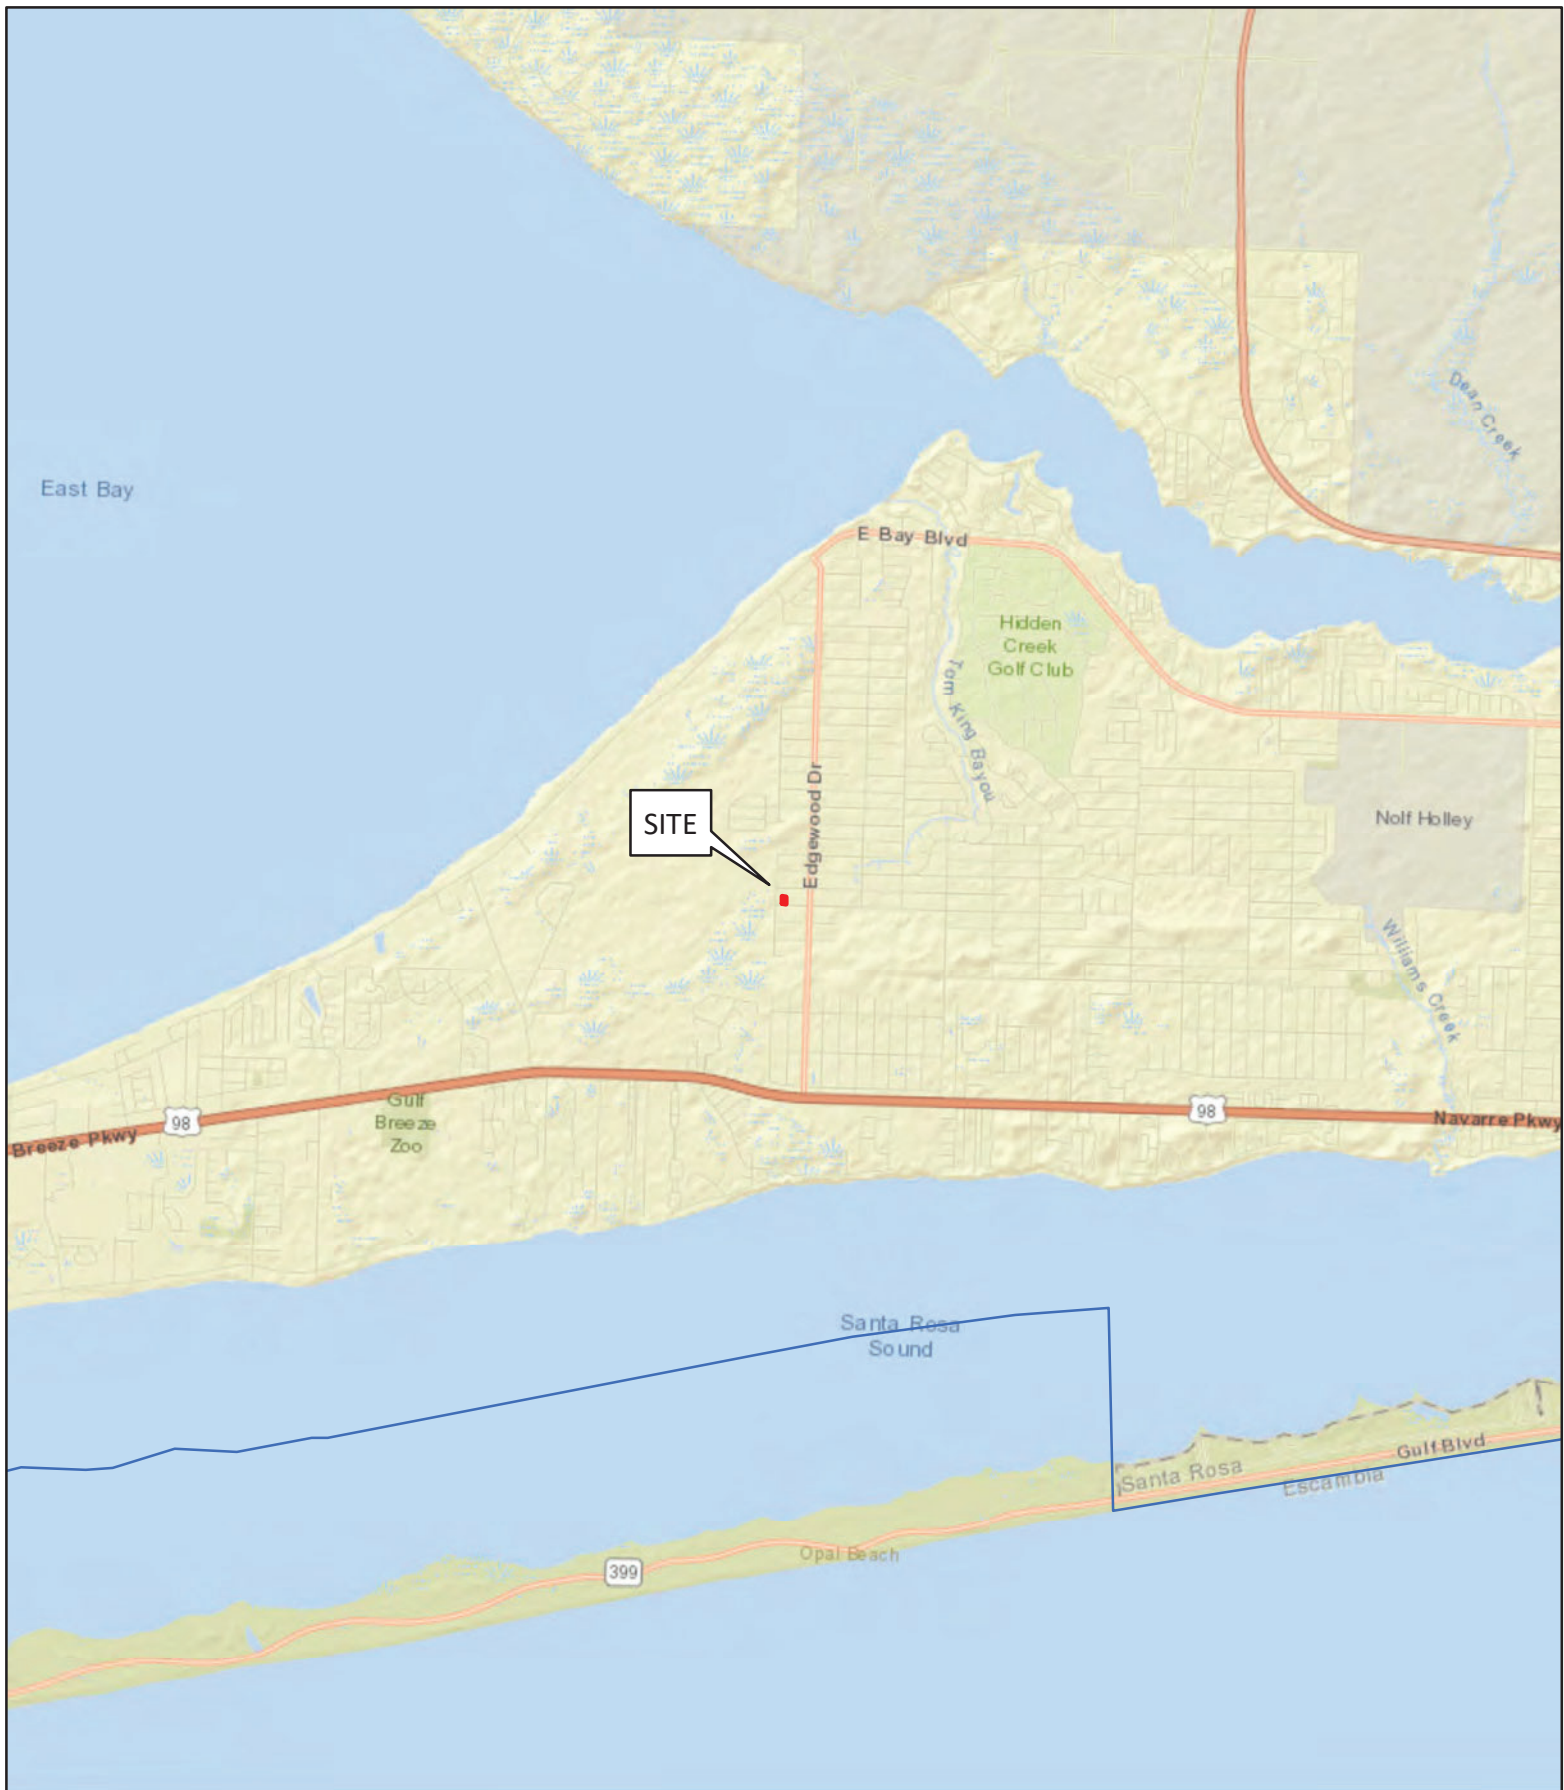 Dean Creek
East Bay
E Bay Blvd
Hidden
Creek
Golf Club
Tom King Bayou
Edgewood Dr
SITE
Nolf Holley
Williams Creek
98
Gulf
Breeze
Zoo
98
Navarre Pkwy
Breeze Pkwy
Santa Rosa
Sound
Gulf Blvd
Santa Rosa
Escambia
Opal Beach
399